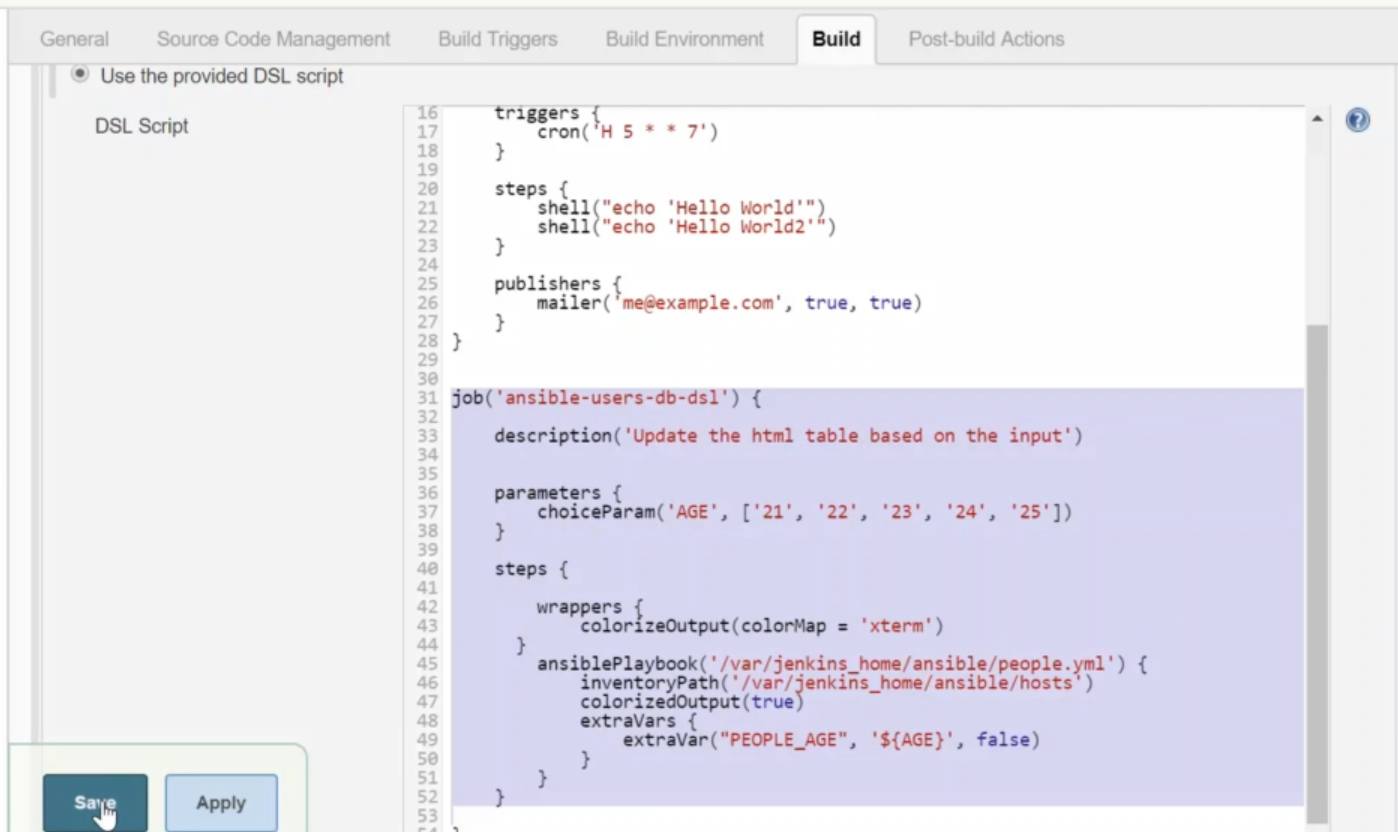 General Source Code Management Build Triggers Build Environment Build Post-build Actions
Use the provided DSL script
DSL Script
16 triggers {
17 cron('H 5 * * 7')
18 }
19
20 steps {
21 shell("echo 'Hello World'")
22 shell("echo 'Hello World2'")
23 }
24
25 publishers {
26 mailer('me@example.com', true, true)
27 }
28 }
29
30
31 job('ansible-users-db-dsl') {
32
33 description('Update the html table based on the input')
34
35
36 parameters {
37 choiceParam('AGE', ['21', '22', '23', '24', '25'])
38 }
39
40 steps {
41
42 wrappers {
43 colorizeOutput(colorMap = 'xterm')
44 }
45 ansiblePlaybook('/var/jenkins_home/ansible/people.yml') {
46 inventoryPath('/var/jenkins_home/ansible/hosts')
47 colorizedOutput(true)
48 extraVars {
49 extraVar("PEOPLE_AGE", '${AGE}', false)
50 }
51 }
52 }
53
Save Apply